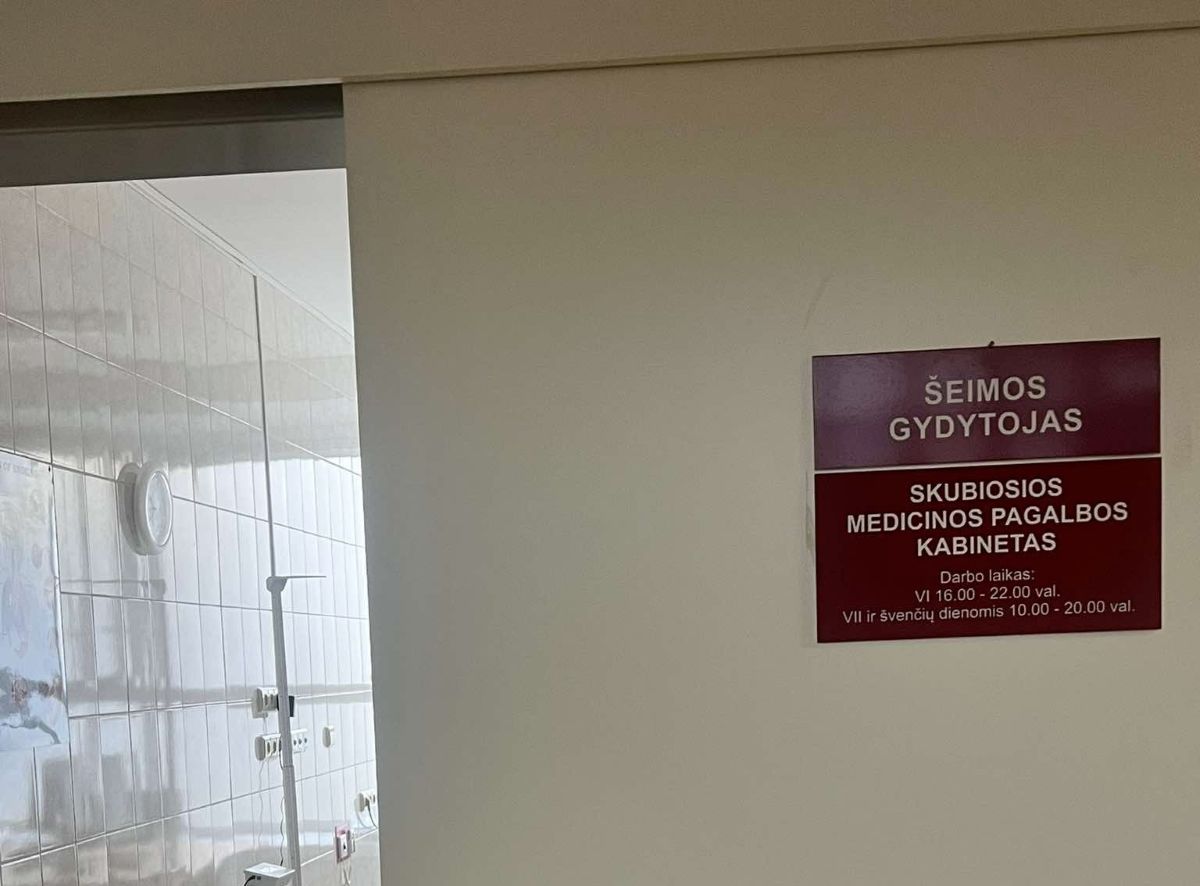 ŠEIMOS
GYDYTOJAS
SKUBIOSIOS
MEDICINOS PAGALBOS
KABINETAS
Darbo laikas:
VI 16.00 - 22.00 val.
VII ir švenčių dienomis 10.00 - 20.00 val.